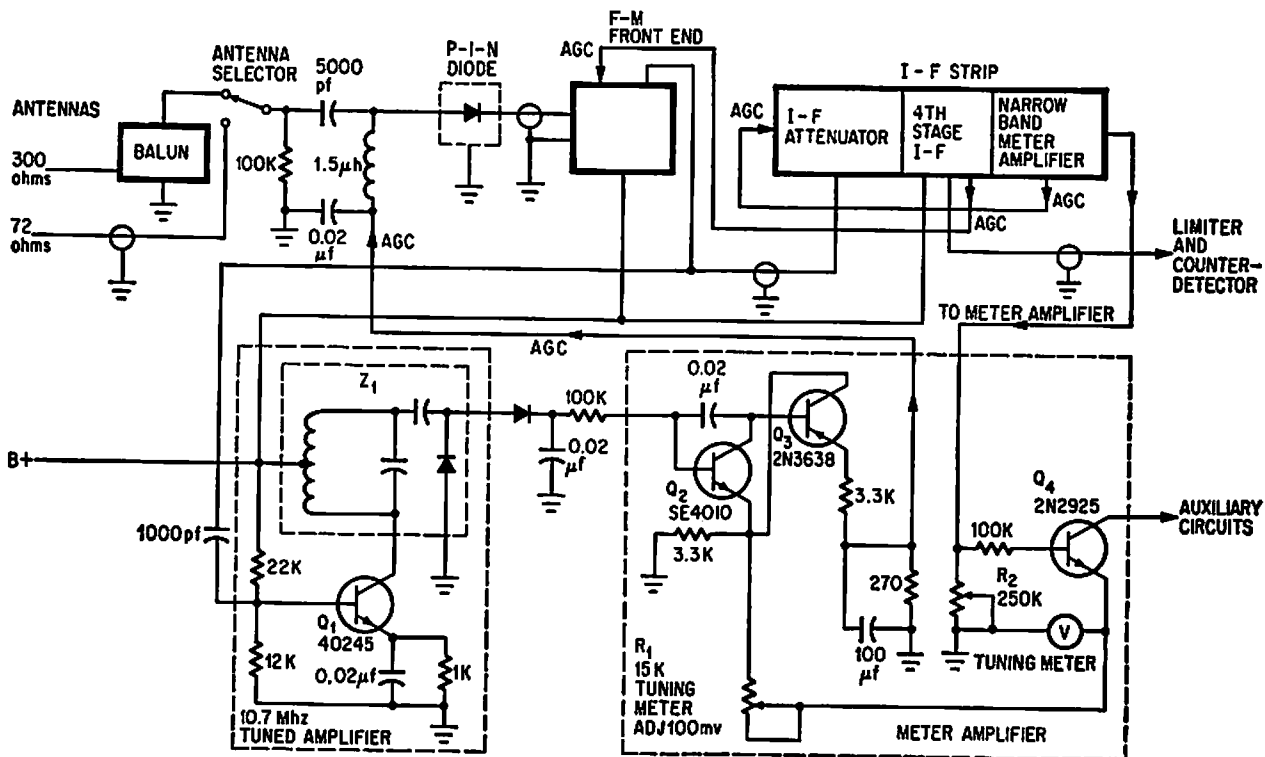 F-M
FRONT END
AGC
P-I-N
DIODE
ANTENNA
SELECTOR
5000
pf
I-F STRIP
ANTENNAS
BALUN
300
ohms
72
ohms
100K
1.5μh
0.02
μf
AGC
AGC
I-F
ATTENUATOR
4TH
STAGE
I-F
NARROW
BAND
METER
AMPLIFIER
AGC
AGC
LIMITER
AND
COUNTER-
DETECTOR
TO METER AMPLIFIER
AGC
Z1
100K
0.02
μf
0.02
μf
B+
1000pf
22K
12K
Q1
40245
0.02μf
1K
10.7 Mhz
TUNED AMPLIFIER
Q2
SE4010
3.3K
Q3
2N3638
3.3K
270
100
μf
R1
15K
TUNING
METER
ADJ100mv
Q4
2N2925
100K
R2
250K
V
TUNING METER
AUXILIARY
CIRCUITS
METER AMPLIFIER